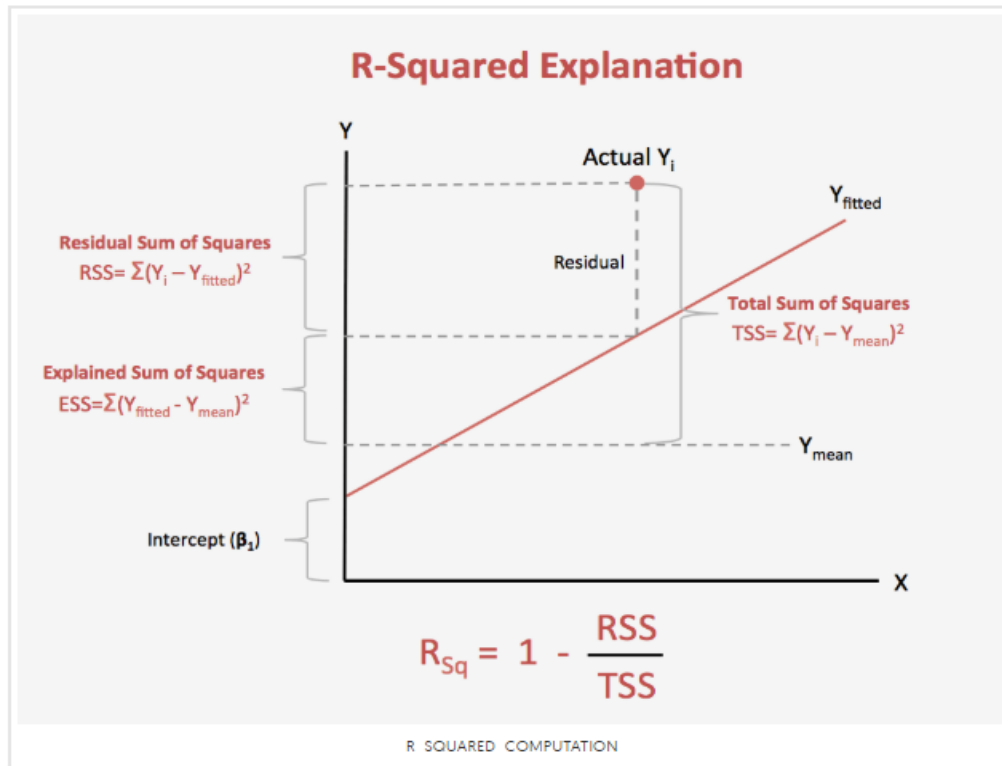 R-Squared Explanation
Y
Actual Yi
Yfitted
Residual Sum of Squares
RSS= Σ(Yi – Yfitted)2
Residual
Total Sum of Squares
TSS= Σ(Yi – Ymean)2
Explained Sum of Squares
ESS=Σ(Yfitted - Ymean)2
Ymean
Intercept (β1)
X
RSq = 1 - RSS
TSS
R SQUARED COMPUTATION